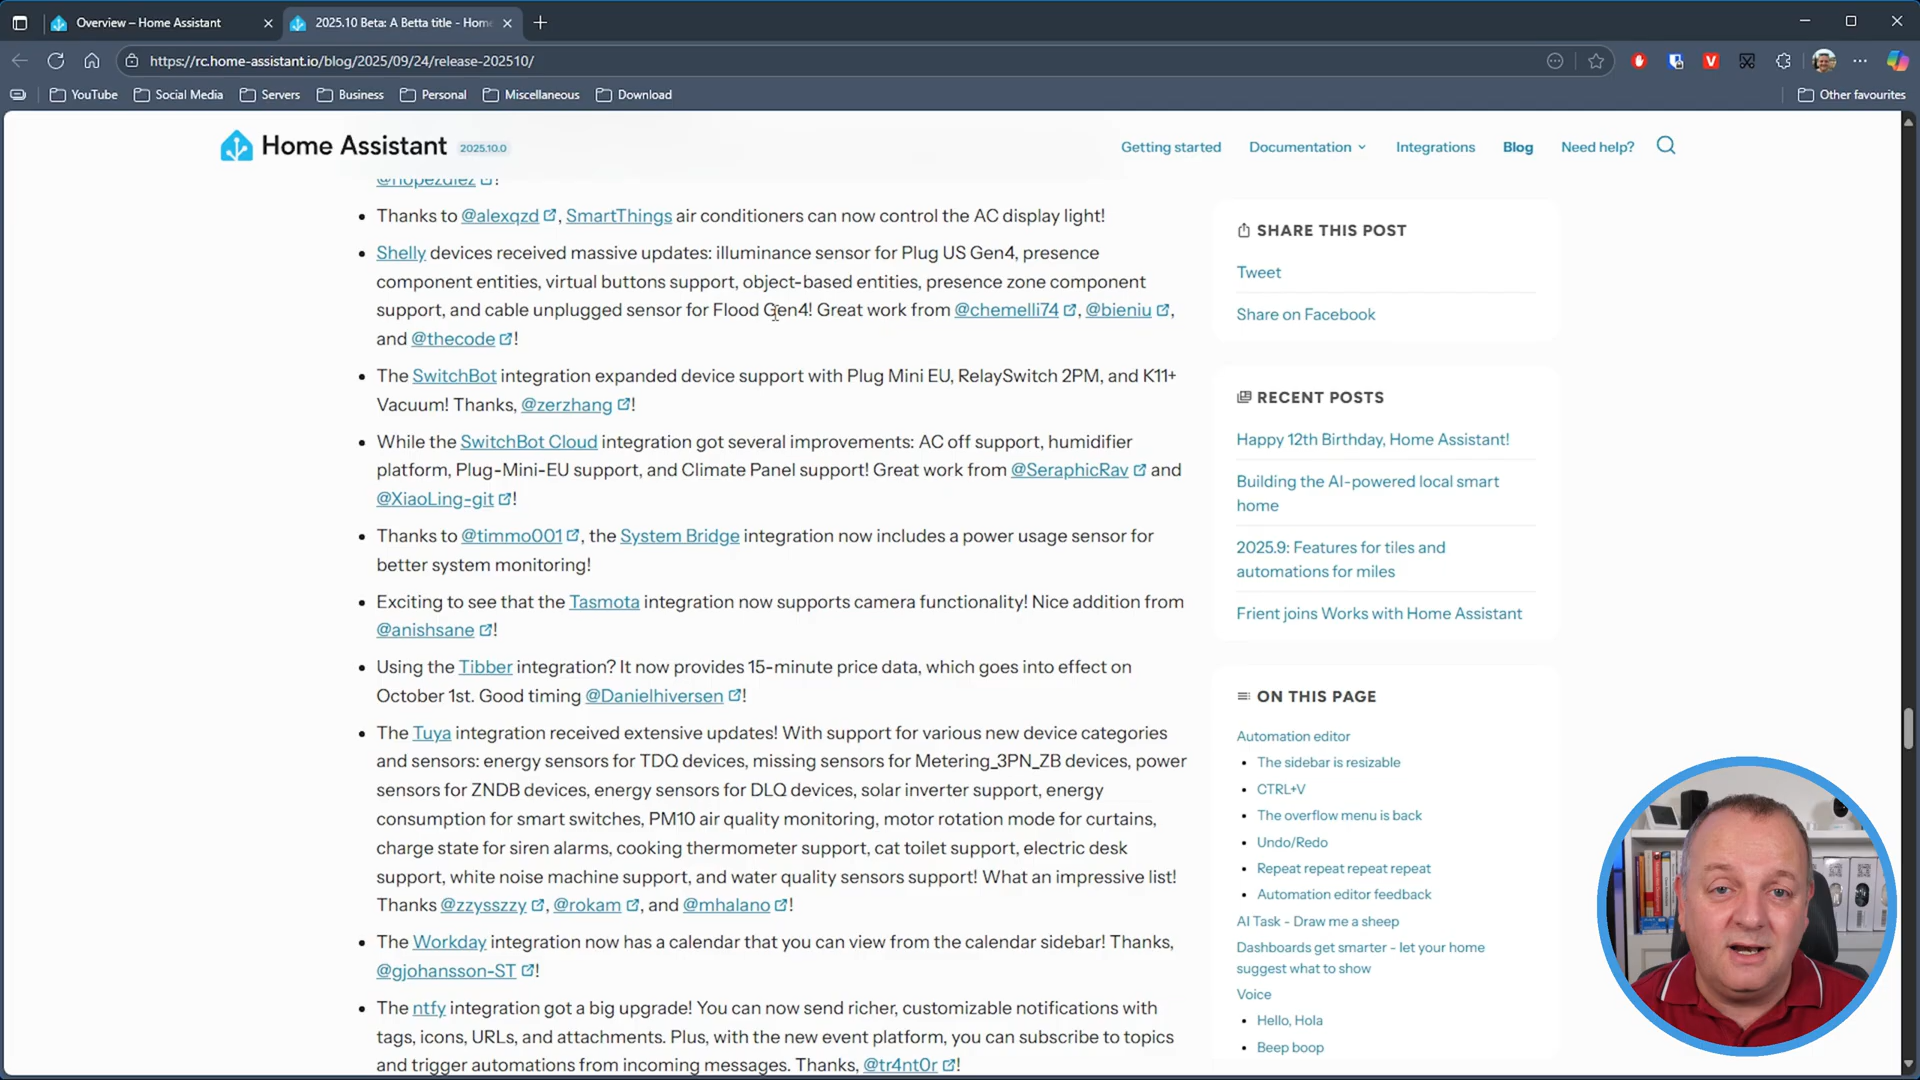 Overview – Home Assistant
2025.10 Beta: A Betta title - Home
https://rc.home-assistant.io/blog/2025/09/24/release-202510/
YouTube
Social Media
Servers
Business
Personal
Miscellaneous
Download
Other favourites
Home Assistant 2025.10.0
Getting started
Documentation
Integrations
Blog
Need help?
@hopezdiez !
• Thanks to @alexqzd , SmartThings air conditioners can now control the AC display light!
• Shelly devices received massive updates: illuminance sensor for Plug US Gen4, presence
component entities, virtual buttons support, object-based entities, presence zone component
support, and cable unplugged sensor for Flood Gen4! Great work from @chemelli74 , @bieniu ,
and @thecode !
• The SwitchBot integration expanded device support with Plug Mini EU, RelaySwitch 2PM, and K11+
Vacuum! Thanks, @zerzhang !
• While the SwitchBot Cloud integration got several improvements: AC off support, humidifier
platform, Plug-Mini-EU support, and Climate Panel support! Great work from @SeraphicRav and
@XiaoLing-git !
• Thanks to @timmo001 , the System Bridge integration now includes a power usage sensor for
better system monitoring!
• Exciting to see that the Tasmota integration now supports camera functionality! Nice addition from
@anishsane !
• Using the Tibber integration? It now provides 15-minute price data, which goes into effect on
October 1st. Good timing @Danielhiversen !
• The Tuya integration received extensive updates! With support for various new device categories
and sensors: energy sensors for TDQ devices, missing sensors for Metering_3PN_ZB devices, power
sensors for ZNDB devices, energy sensors for DLQ devices, solar inverter support, energy
consumption for smart switches, PM10 air quality monitoring, motor rotation mode for curtains,
charge state for siren alarms, cooking thermometer support, cat toilet support, electric desk
support, white noise machine support, and water quality sensors support! What an impressive list!
Thanks @zzysszzy , @rokam , and @mhalano !
• The Workday integration now has a calendar that you can view from the calendar sidebar! Thanks,
@gjohansson-ST !
• The ntfy integration got a big upgrade! You can now send richer, customizable notifications with
tags, icons, URLs, and attachments. Plus, with the new event platform, you can subscribe to topics
and trigger automations from incoming messages. Thanks, @tr4nt0r !
SHARE THIS POST
Tweet
Share on Facebook
RECENT POSTS
Happy 12th Birthday, Home Assistant!
Building the AI-powered local smart
home
2025.9: Features for tiles and
automations for miles
Frient joins Works with Home Assistant
ON THIS PAGE
Automation editor
• The sidebar is resizable
• CTRL+V
• The overflow menu is back
• Undo/Redo
• Repeat repeat repeat repeat
• Automation editor feedback
AI Task - Draw me a sheep
Dashboards get smarter - let your home
suggest what to show
Voice
• Hello, Hola
• Beep boop